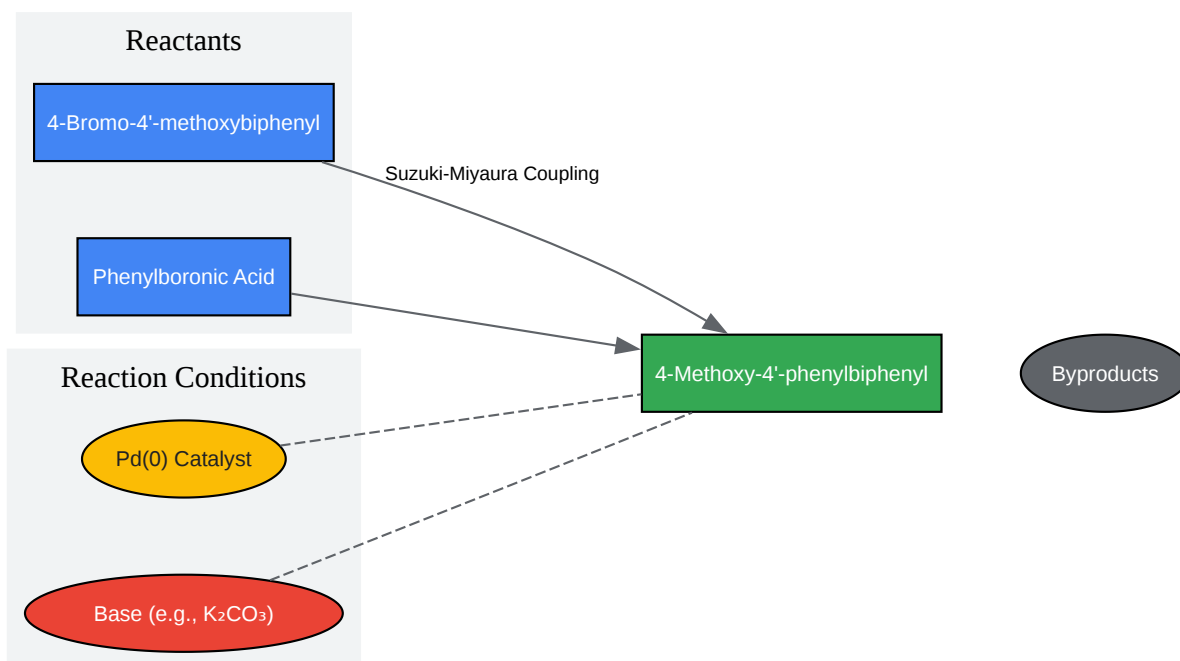 Reactants
4-Bromo-4'-methoxybiphenyl
Suzuki-Miyaura Coupling
Phenylboronic Acid
4-Methoxy-4'-phenylbiphenyl
Byproducts
Reaction Conditions
Pd(0) Catalyst
Base (e.g., K₂CO₃)